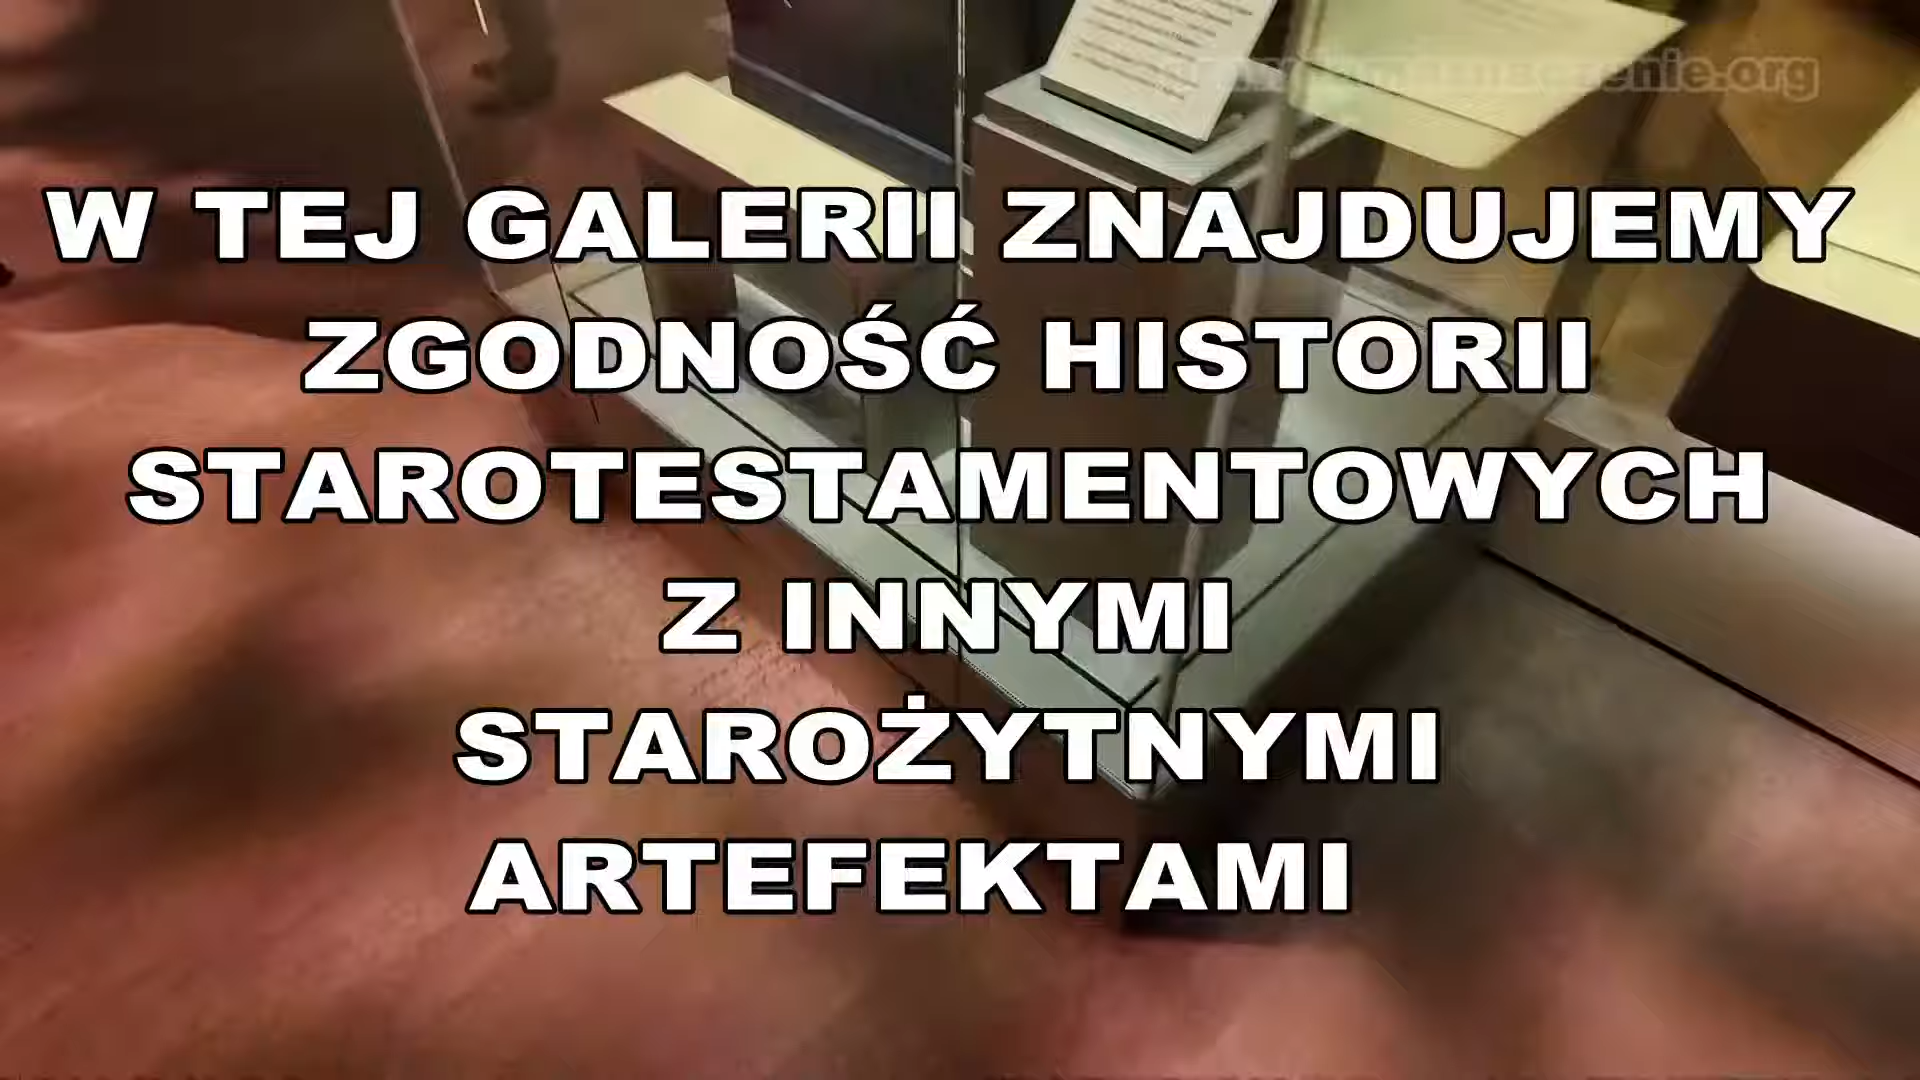 W TEJ GALERII ZNAJDUJEMY
ZGODNOŚĆ HISTORII
STAROTESTAMENTOWYCH
Z INNYMI
STAROŻYTNYMI
ARTEFEKTAMI